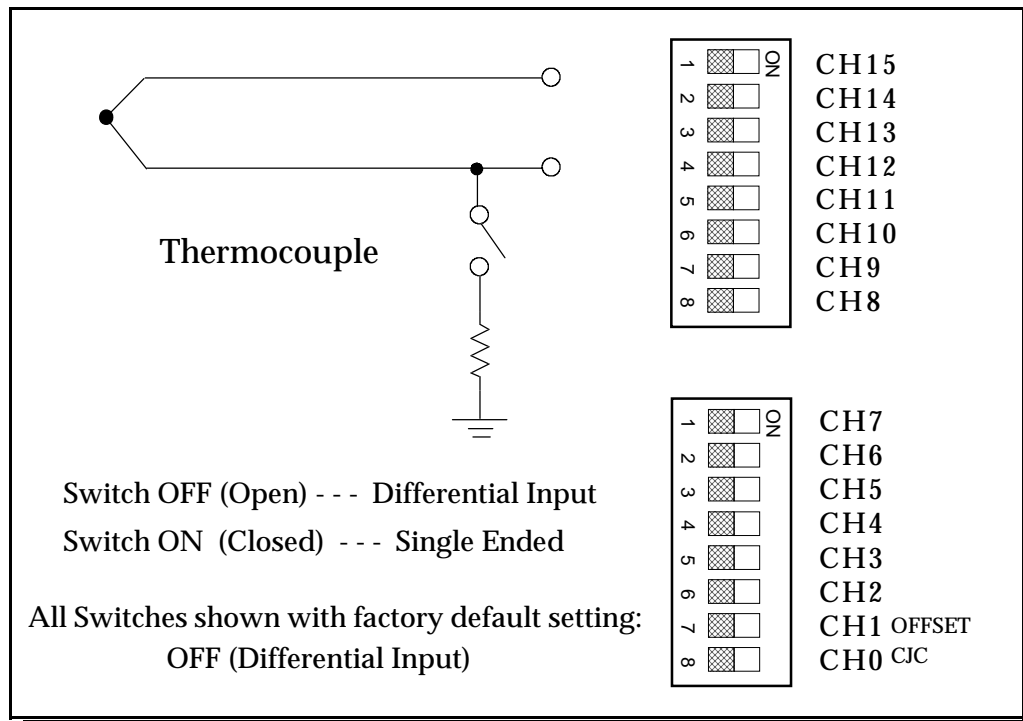 1 ON CH15
2 CH14
3 CH13
4 CH12
5 CH11
6 CH10
7 CH9
8 CH8
Thermocouple
1 ON CH7
2 CH6
3 CH5
4 CH4
5 CH3
6 CH2
7 CH1 OFFSET
8 CH0 CJC
Switch OFF (Open) - - - Differential Input
Switch ON (Closed) - - - Single Ended
All Switches shown with factory default setting:
OFF (Differential Input)